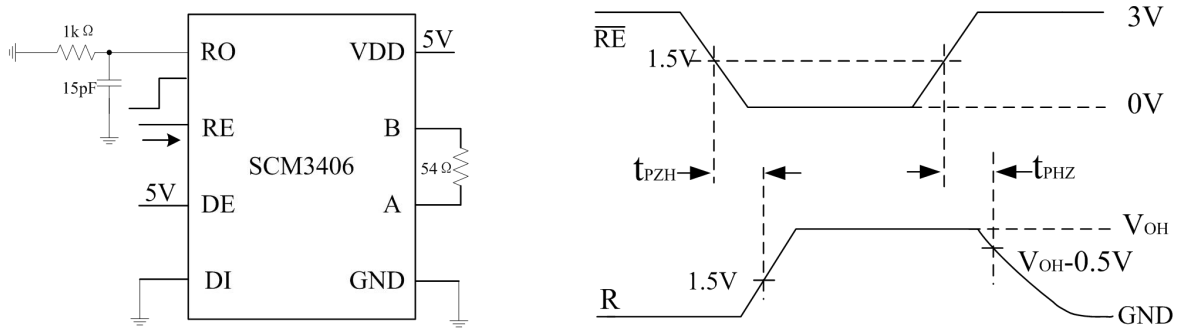 1kΩ
15pF
RO
VDD
5V
RE
B
SCM3406
54 Ω
5V
DE
A
DI
GND
RE
3V
1.5V
0V
tPZH
tPHZ
VOH
VOH-0.5V
1.5V
R
GND